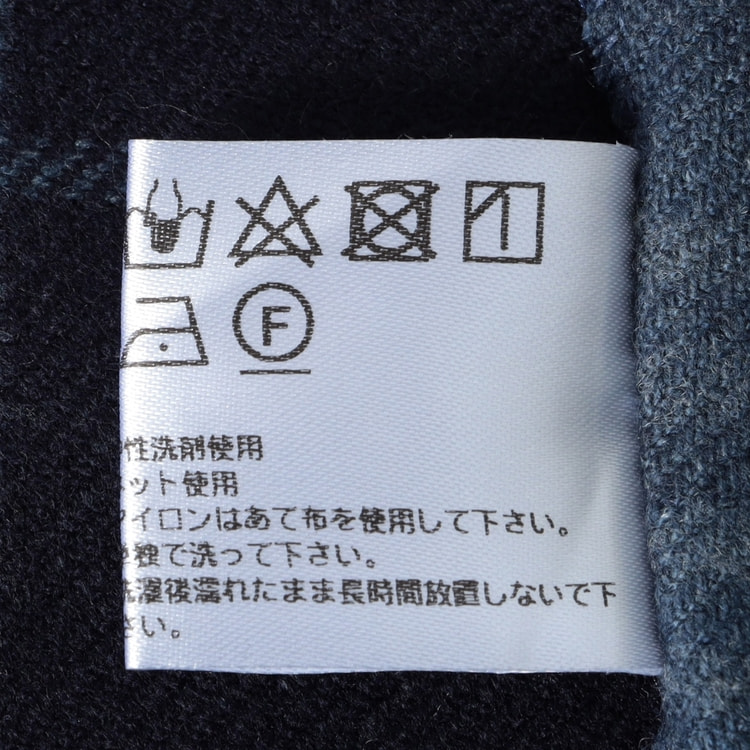 F
性洗剤使用
ット使用
イロンはあて布を使用して下さい。
独で洗って下さい。
濯後濡れたまま長時間放置しないで下
さい。